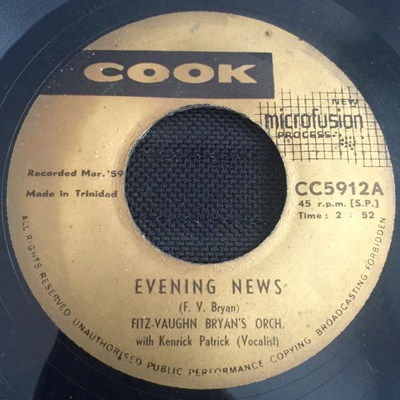 COOK
NEW
microfusion
PROCESS
Recorded Mar. '59
Made in Trinidad
CC5912A
45 r.p.m. [S.P.]
Time: 2 : 52
EVENING NEWS
(F. V. Bryan)
FITZ-VAUGHN BRYAN'S ORCH.
with Kenrick Patrick (Vocalist)
ALL RIGHTS RESERVED UNAUTHORISED PUBLIC PERFORMANCE COPYING BROADCASTING FORBIDDEN